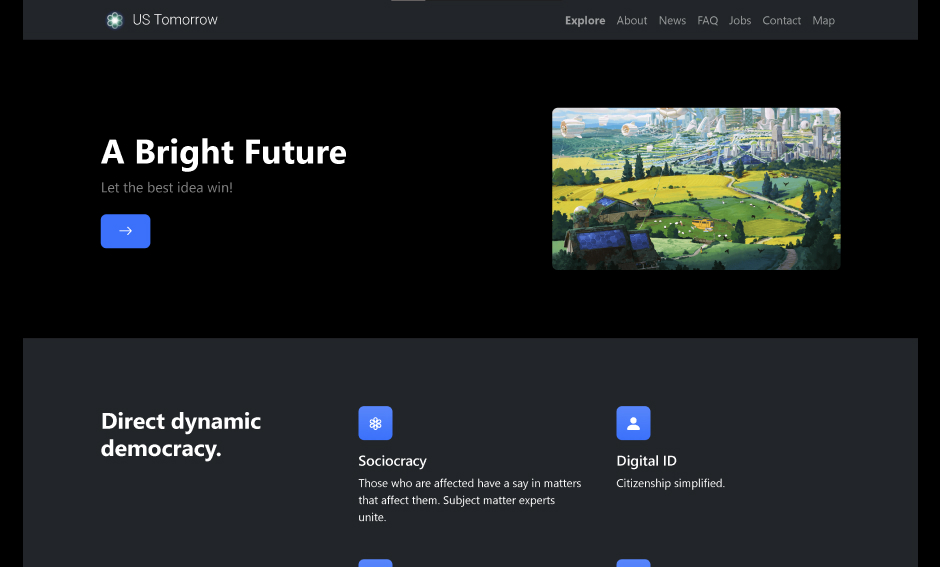 US Tomorrow
Explore About News FAQ Jobs Contact Map
A Bright Future
Let the best idea win!
Direct dynamic
democracy.
Sociocracy
Those who are affected have a say in matters
that affect them. Subject matter experts
unite.
Digital ID
Citizenship simplified.